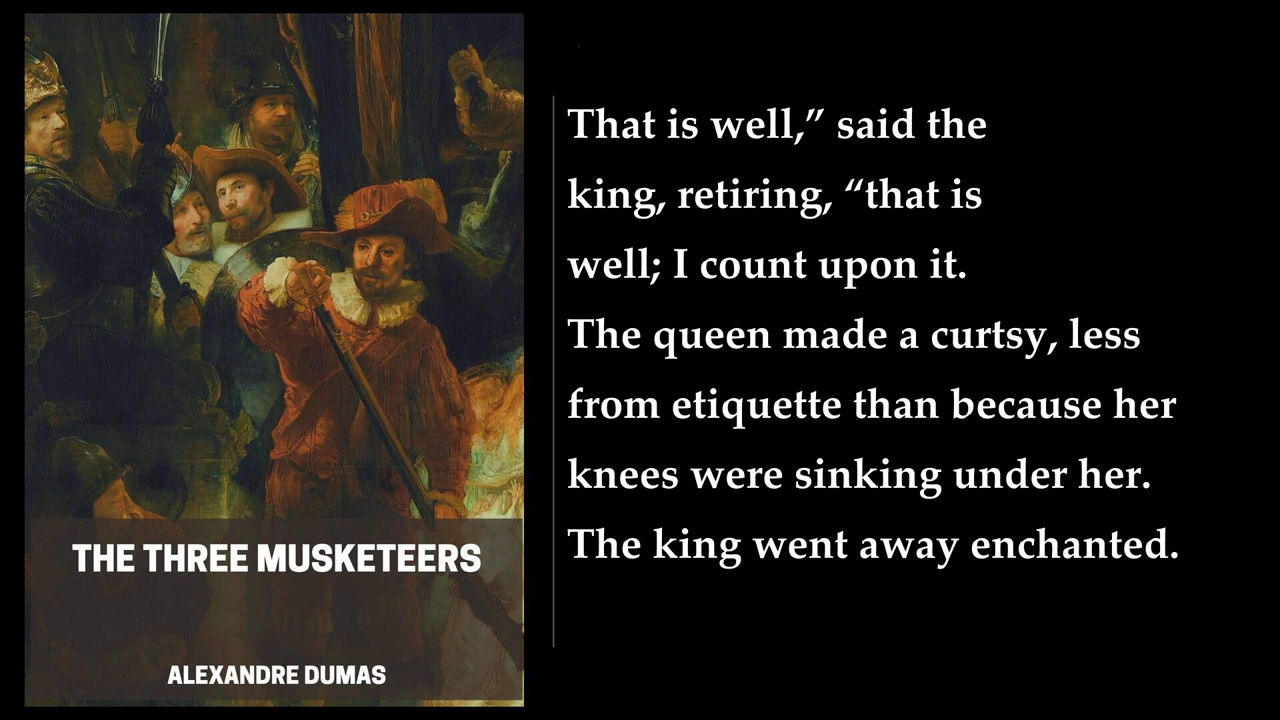 THE THREE MUSKETEERS
ALEXANDRE DUMAS
That is well,” said the
king, retiring, “that is
well; I count upon it.
The queen made a curtsy, less
from etiquette than because her
knees were sinking under her.
The king went away enchanted.